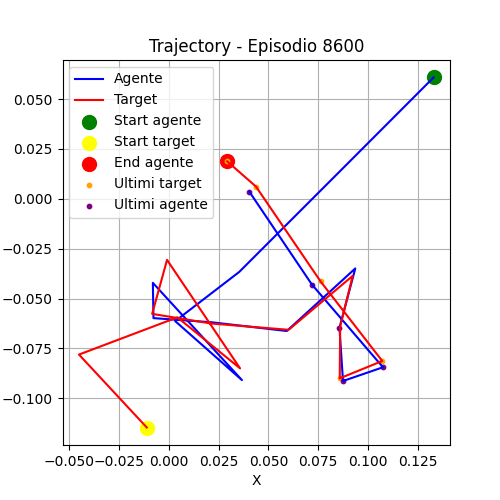 Trajectory - Episodio 8600
Agente
Target
Start agente
Start target
End agente
Ultimi target
Ultimi agente
0.050
0.025
0.000
−0.025
−0.050
−0.075
−0.100
−0.050 −0.025 0.000 0.025 0.050 0.075 0.100 0.125
X